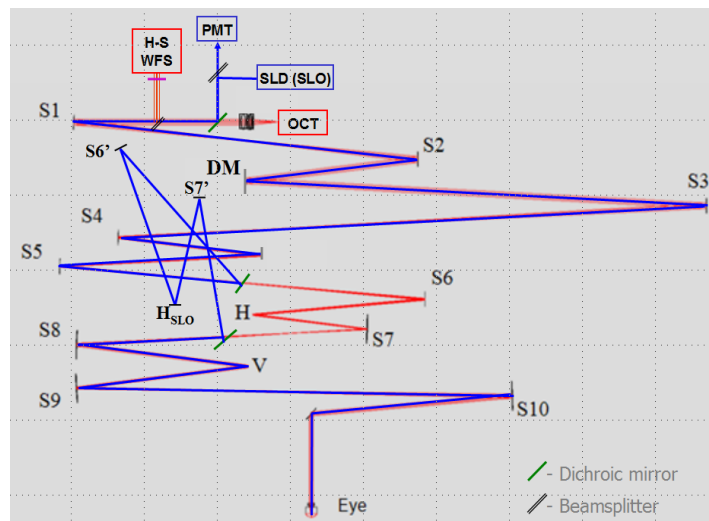 H-S
WFS
PMT
SLD (SLO)
OCT
S1
S2
DM
S3
S6’
S7’
S4
S5
S6
H
HSLO
S7
S8
V
S9
S10
Eye
- Dichroic mirror
- Beamsplitter